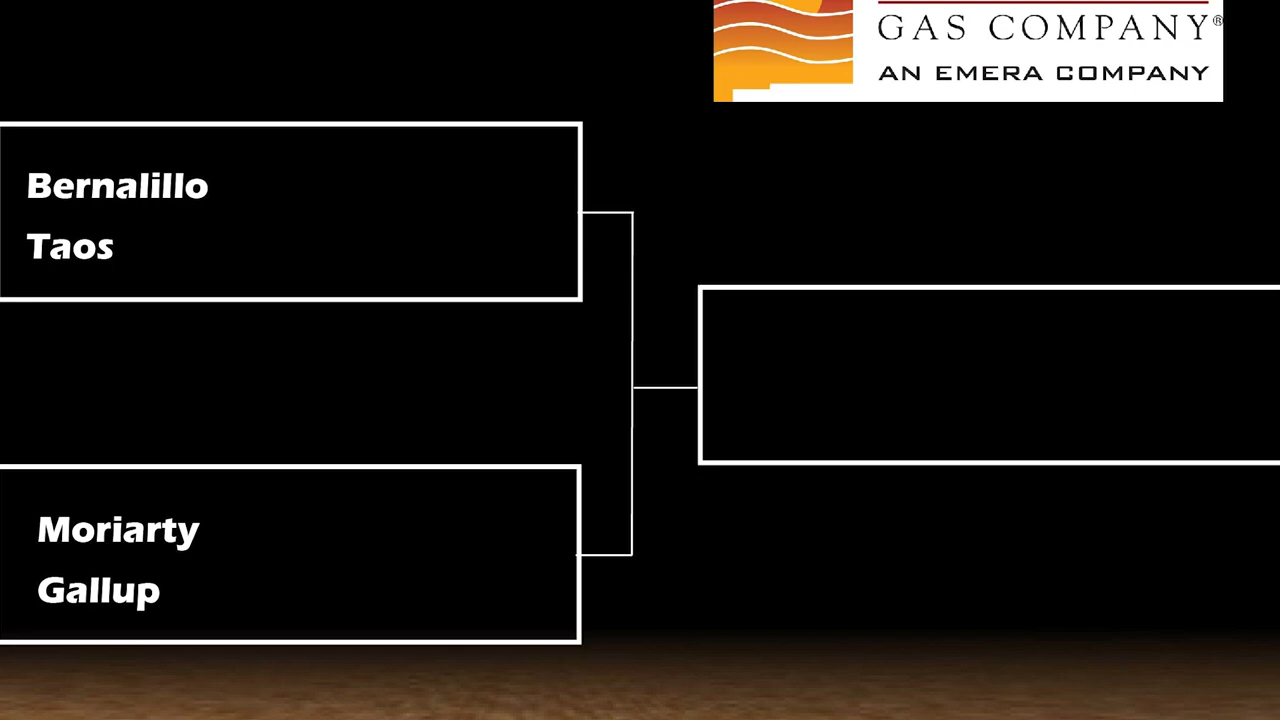 GAS COMPANY®
AN EMERA COMPANY
Bernalillo
Taos
Moriarty
Gallup